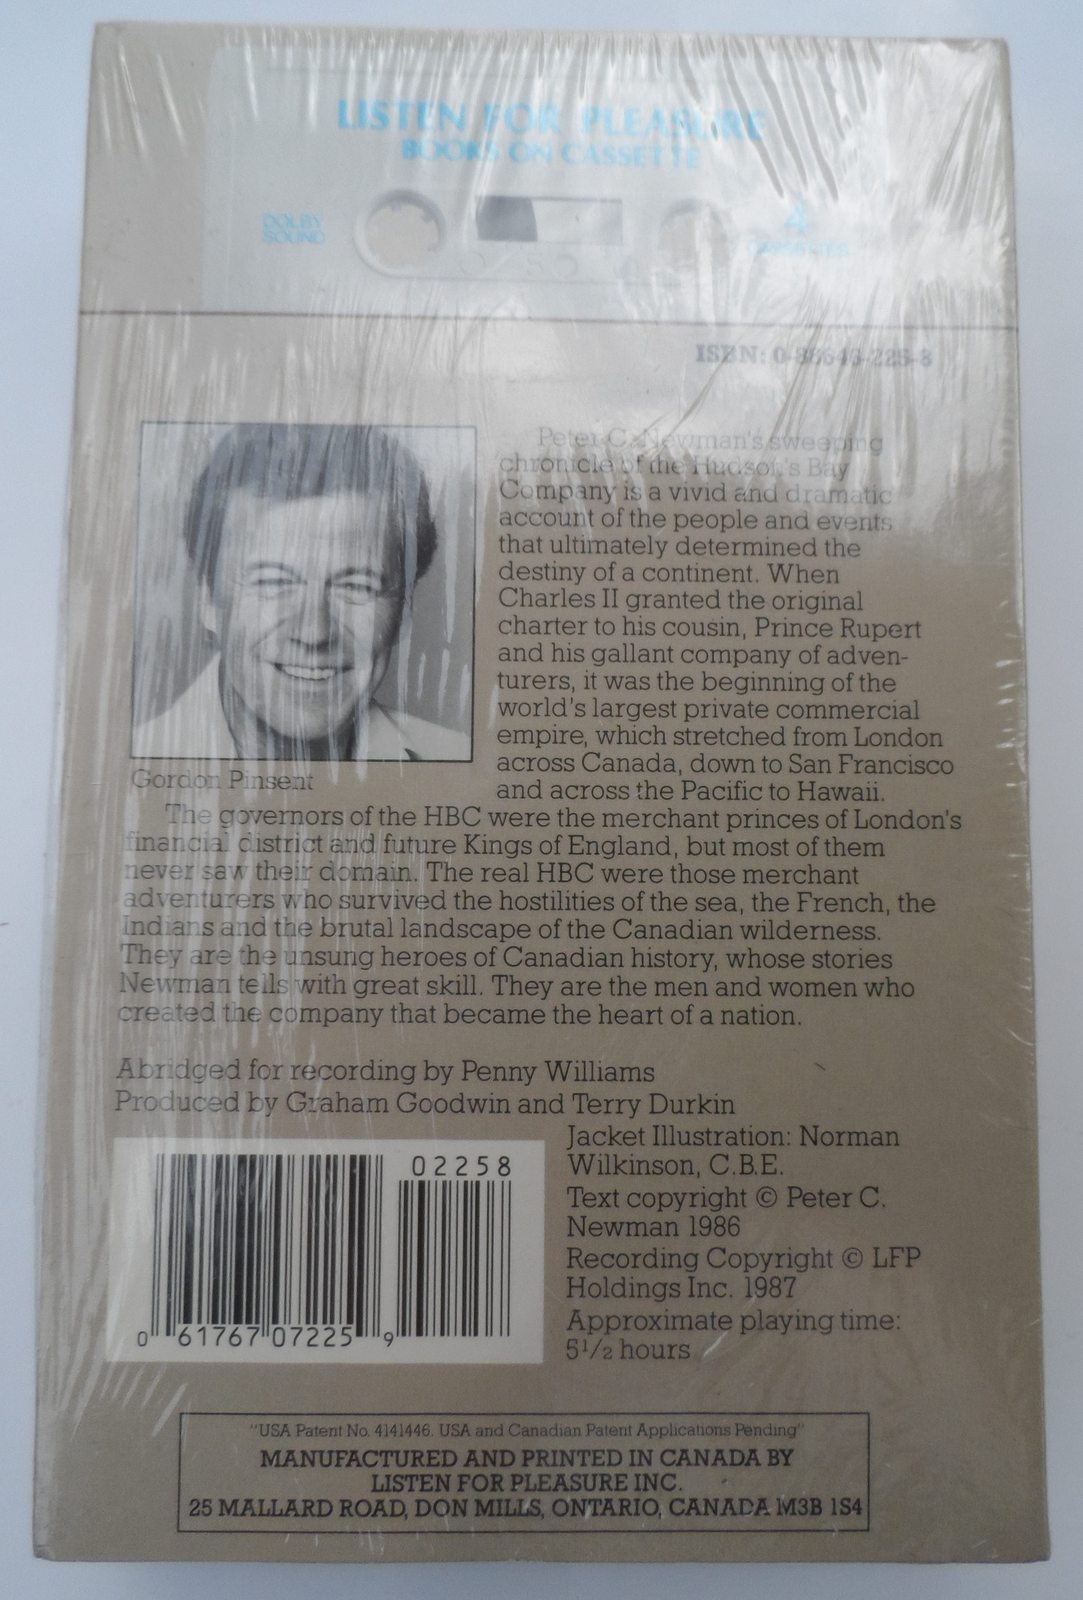 LISTEN FOR PLEASURE
BOOKS ON CASSETTE
DOLBY
SOUND
4
CASSETTES
0 50
ISBN: 0-88646-225-8
Peter C. Newman's sweeping
chronicle of the Hudson's Bay
Company is a vivid and dramatic
account of the people and events
that ultimately determined the
destiny of a continent. When
Charles II granted the original
charter to his cousin, Prince Rupert
and his gallant company of adven-
turers, it was the beginning of the
world's largest private commercial
empire, which stretched from London
across Canada, down to San Francisco
and across the Pacific to Hawaii.
Gordon Pinsent
The governors of the HBC were the merchant princes of London's
financial district and future Kings of England, but most of them
never saw their domain. The real HBC were those merchant
adventurers who survived the hostilities of the sea, the French, the
Indians and the brutal landscape of the Canadian wilderness.
They are the unsung heroes of Canadian history, whose stories
Newman tells with great skill. They are the men and women who
created the company that became the heart of a nation.
Abridged for recording by Penny Williams
Produced by Graham Goodwin and Terry Durkin
Jacket Illustration: Norman
Wilkinson, C.B.E.
Text copyright © Peter C.
Newman 1986
Recording Copyright © LFP
Holdings Inc. 1987
Approximate playing time:
5 1/2 hours
02258
0 61767 07225 9
"USA Patent No. 4141446. USA and Canadian Patent Applications Pending"
MANUFACTURED AND PRINTED IN CANADA BY
LISTEN FOR PLEASURE INC.
25 MALLARD ROAD, DON MILLS, ONTARIO, CANADA M3B 1S4